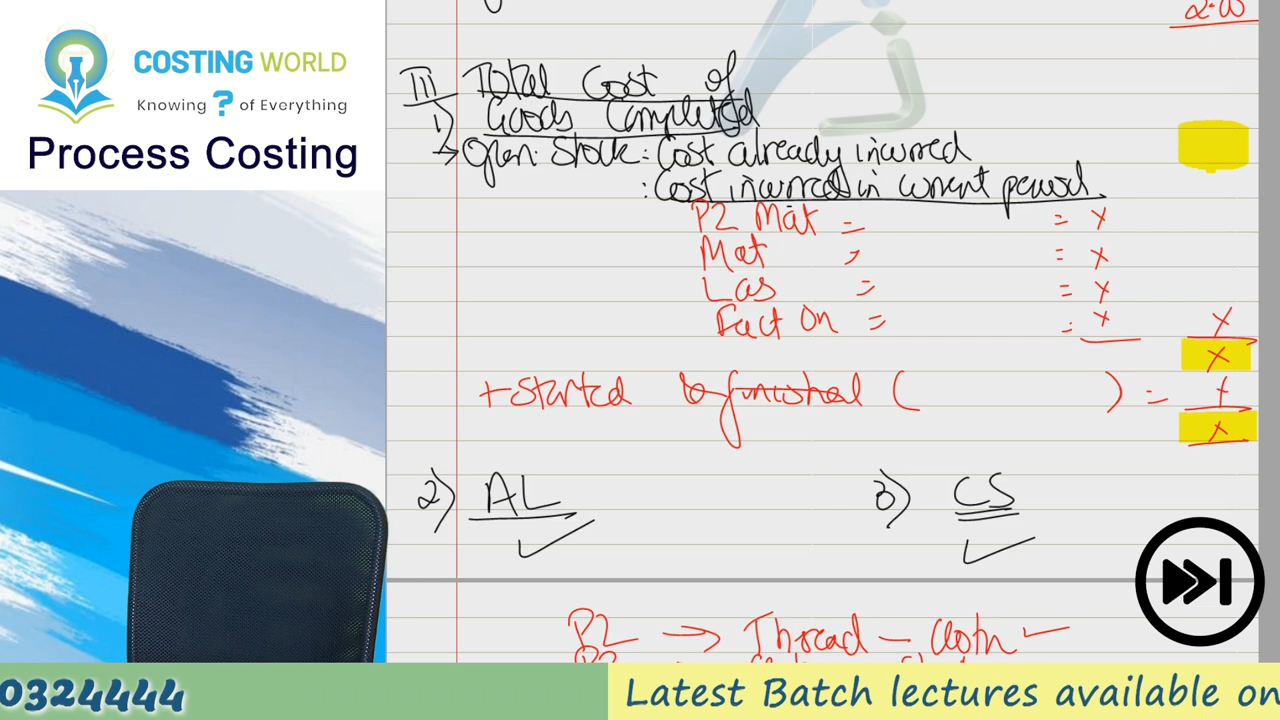 COSTING WORLD
Knowing ? of Everything
Process Costing
2.00
III Total Cost of
1) Goods Completed
→ Open. Stock : Cost already incurred
: Cost incurred in current period
P2 Mat = = x
Mat = = x
Lab = = x
Fact OH = = x x
x
+ Started & finished ( ) = x
x
2) AL 3) CS
P2 → Thread - Cloth
0324444
Latest Batch lectures available on